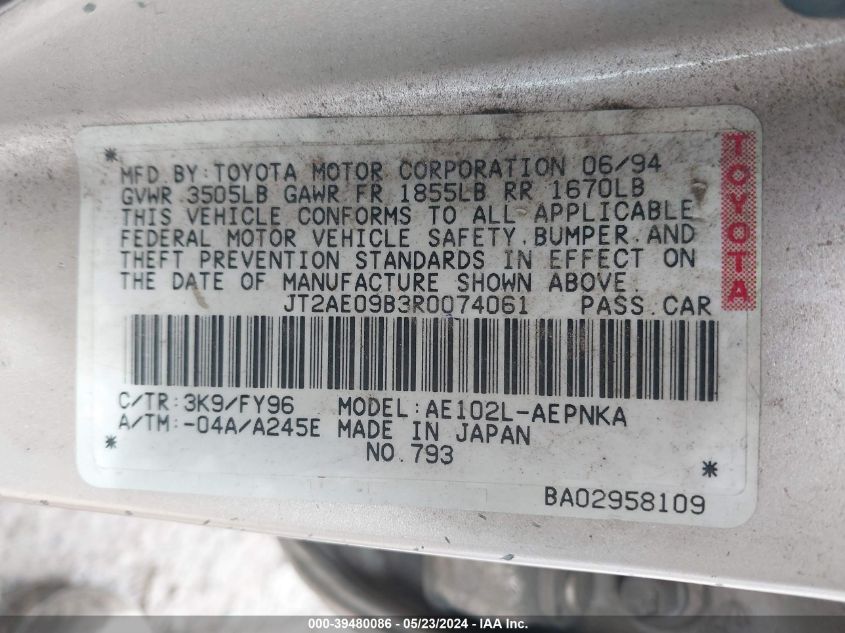 MFD. BY: TOYOTA MOTOR CORPORATION 06/94
GVWR 3505LB GAWR FR 1855LB RR 1670LB
THIS VEHICLE CONFORMS TO ALL APPLICABLE
FEDERAL MOTOR VEHICLE SAFETY, BUMPER, AND
THEFT PREVENTION STANDARDS IN EFFECT ON
THE DATE OF MANUFACTURE SHOWN ABOVE.
JT2AE09B3R0074061 PASS. CAR
TOYOTA
C/TR: 3K9/FY96 MODEL: AE102L-AEPNKA
A/TM: -04A/A245E MADE IN JAPAN
NO. 793
BA02958109
000-39480086 - 05/23/2024 - IAA Inc.